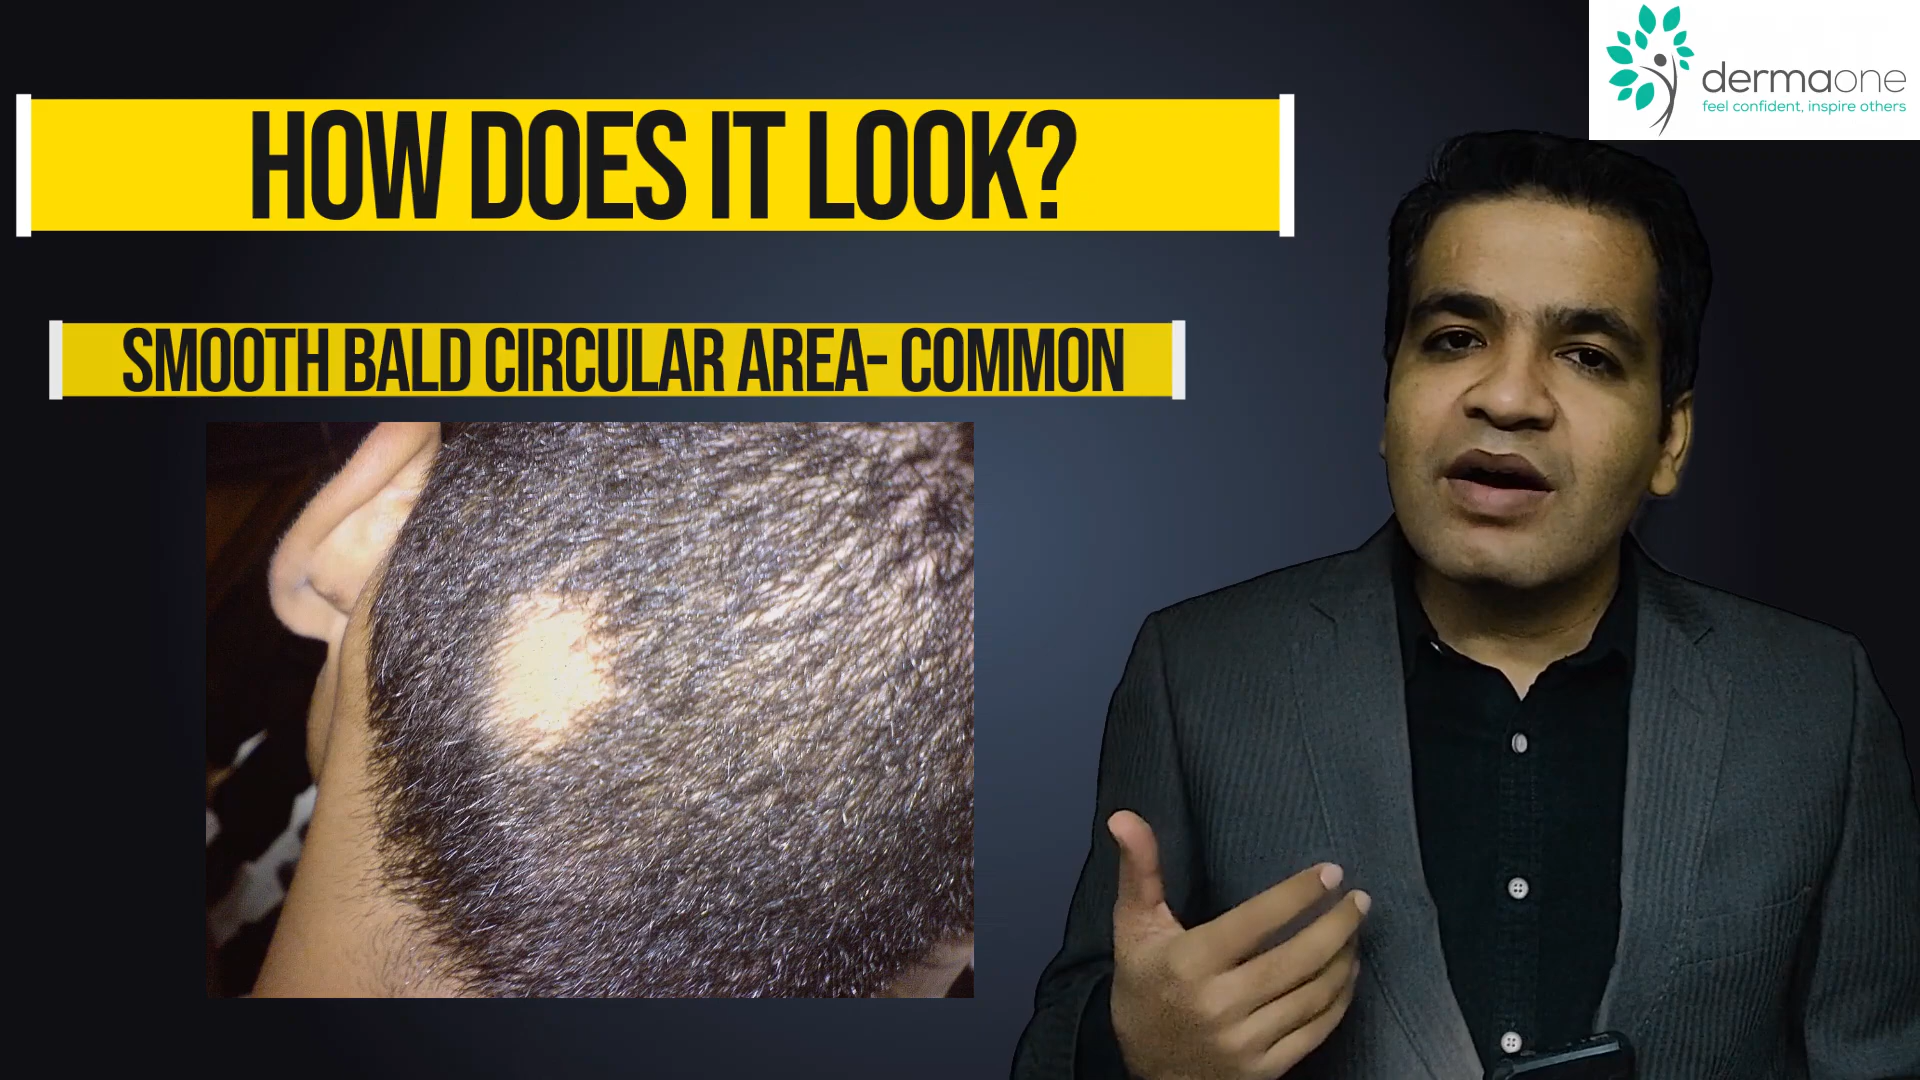 dermaone
feel confident, inspire others
HOW DOES IT LOOK?
SMOOTH BALD CIRCULAR AREA- COMMON